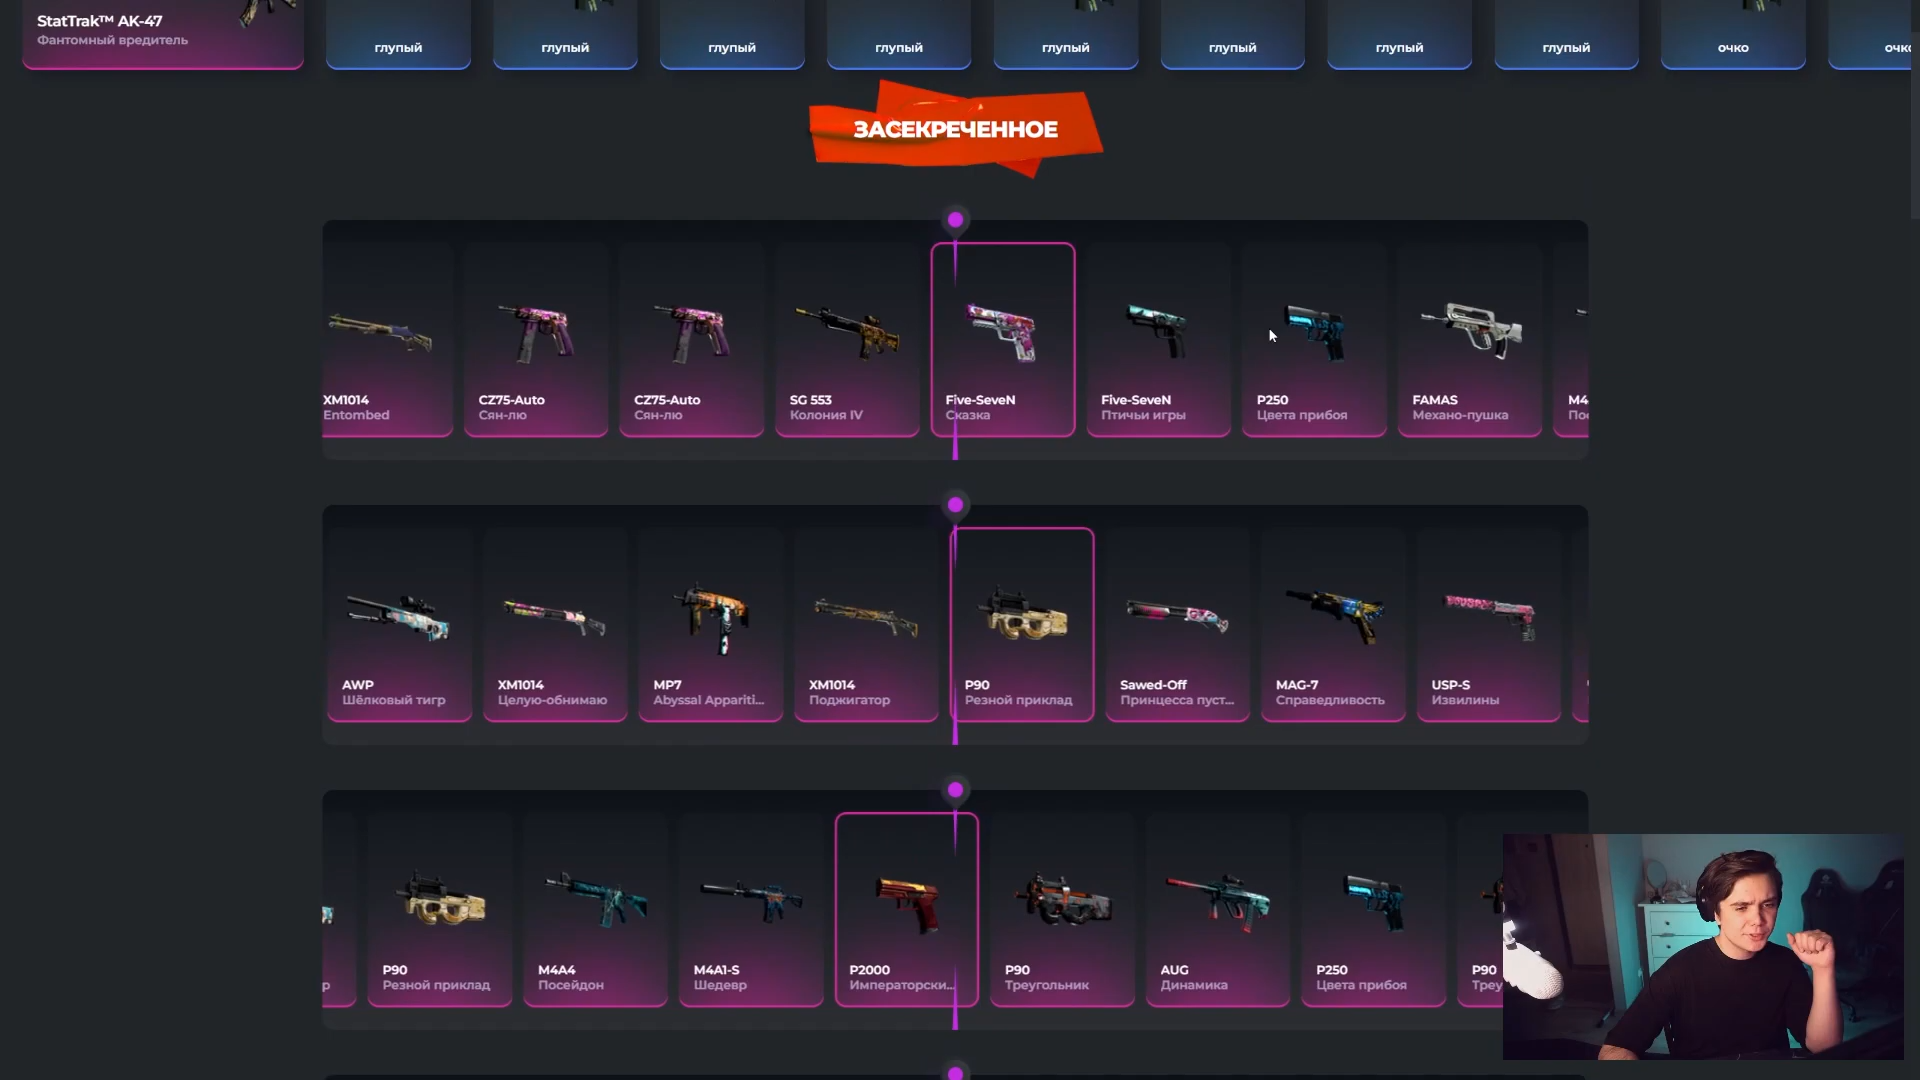 StatTrak™ AK-47
Фантомный вредитель
глупый
глупый
глупый
глупый
глупый
глупый
глупый
глупый
очко
ЗАСЕКРЕЧЕННОЕ
XM1014
Entombed
CZ75-Auto
Сян-лю
CZ75-Auto
Сян-лю
SG 553
Колония IV
Five-SeveN
Сказка
Five-SeveN
Птичьи игры
P250
Цвета прибоя
FAMAS
Механо-пушка
M4
AWP
Шёлковый тигр
XM1014
Целую-обнимаю
MP7
Abyssal Appariti...
XM1014
Поджигатор
P90
Резной приклад
Sawed-Off
Принцесса пуст...
MAG-7
Справедливость
USP-S
Извилины
P90
Резной приклад
M4A4
Посейдон
M4A1-S
Шедевр
P2000
Императорски...
P90
Треугольник
AUG
Динамика
P250
Цвета прибоя
P90
Треу